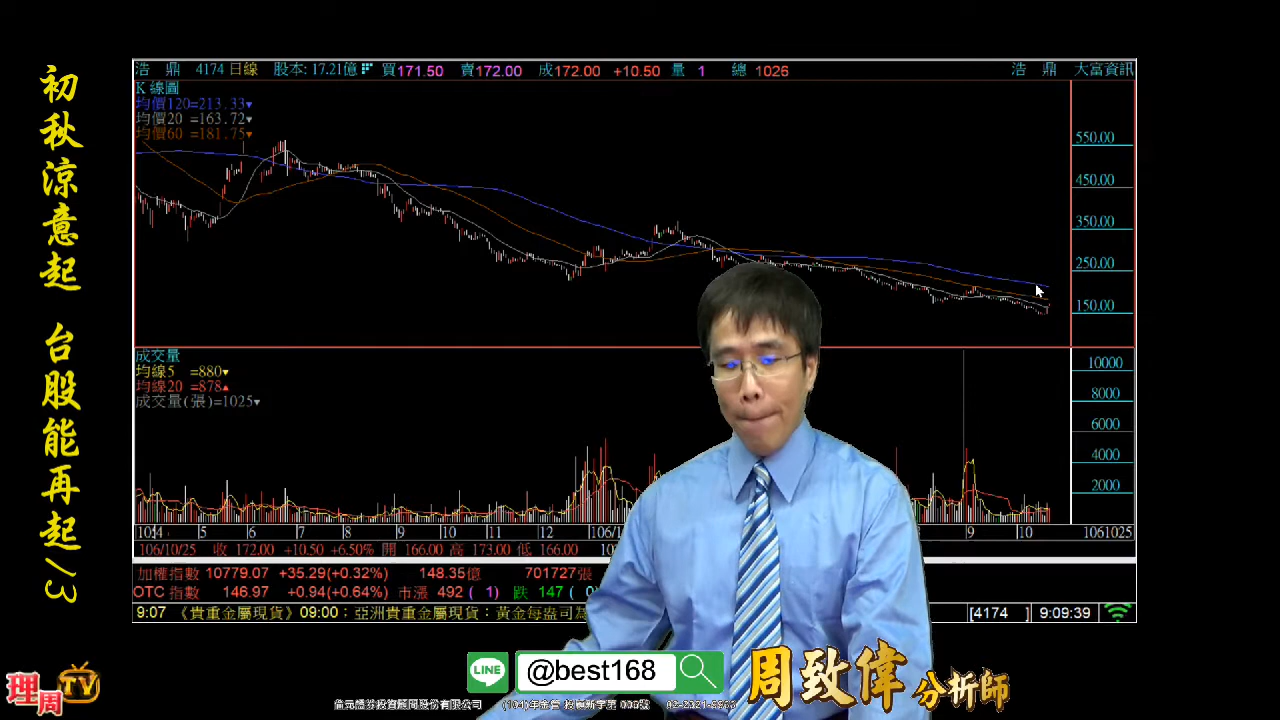 初秋涼意起 台股能再起/3
浩 鼎 4174 日線 股本: 17.21億 買171.50 賣172.00 成172.00 +10.50 量 1 總 1026 浩 鼎 大富資訊
K 線圖
均價120=213.33▼
均價20 =163.72▼
均價60 =181.75▼
550.00
450.00
350.00
250.00
150.00
成交量
均線5 =880▼
均線20 =878▲
成交量(張)=1025▼
10000
8000
6000
4000
2000
5 6 7 8 9 10 11 12 106/1 9 10 1061025
106/10/25 收 172.00 +10.50 +6.50% 開 166.00 高 173.00 低 166.00
加權指數 10779.07 +35.29(+0.32%) 148.35億 701727張
OTC 指數 146.97 +0.94(+0.64%) 市漲 492 ( 1) 跌 147 (
9:07 《貴重金屬現貨》09:00；亞洲貴重金屬現貨：黃金每盎司為 [4174 ] 9:09:39
LINE @best168
周致偉 分析師
理周TV